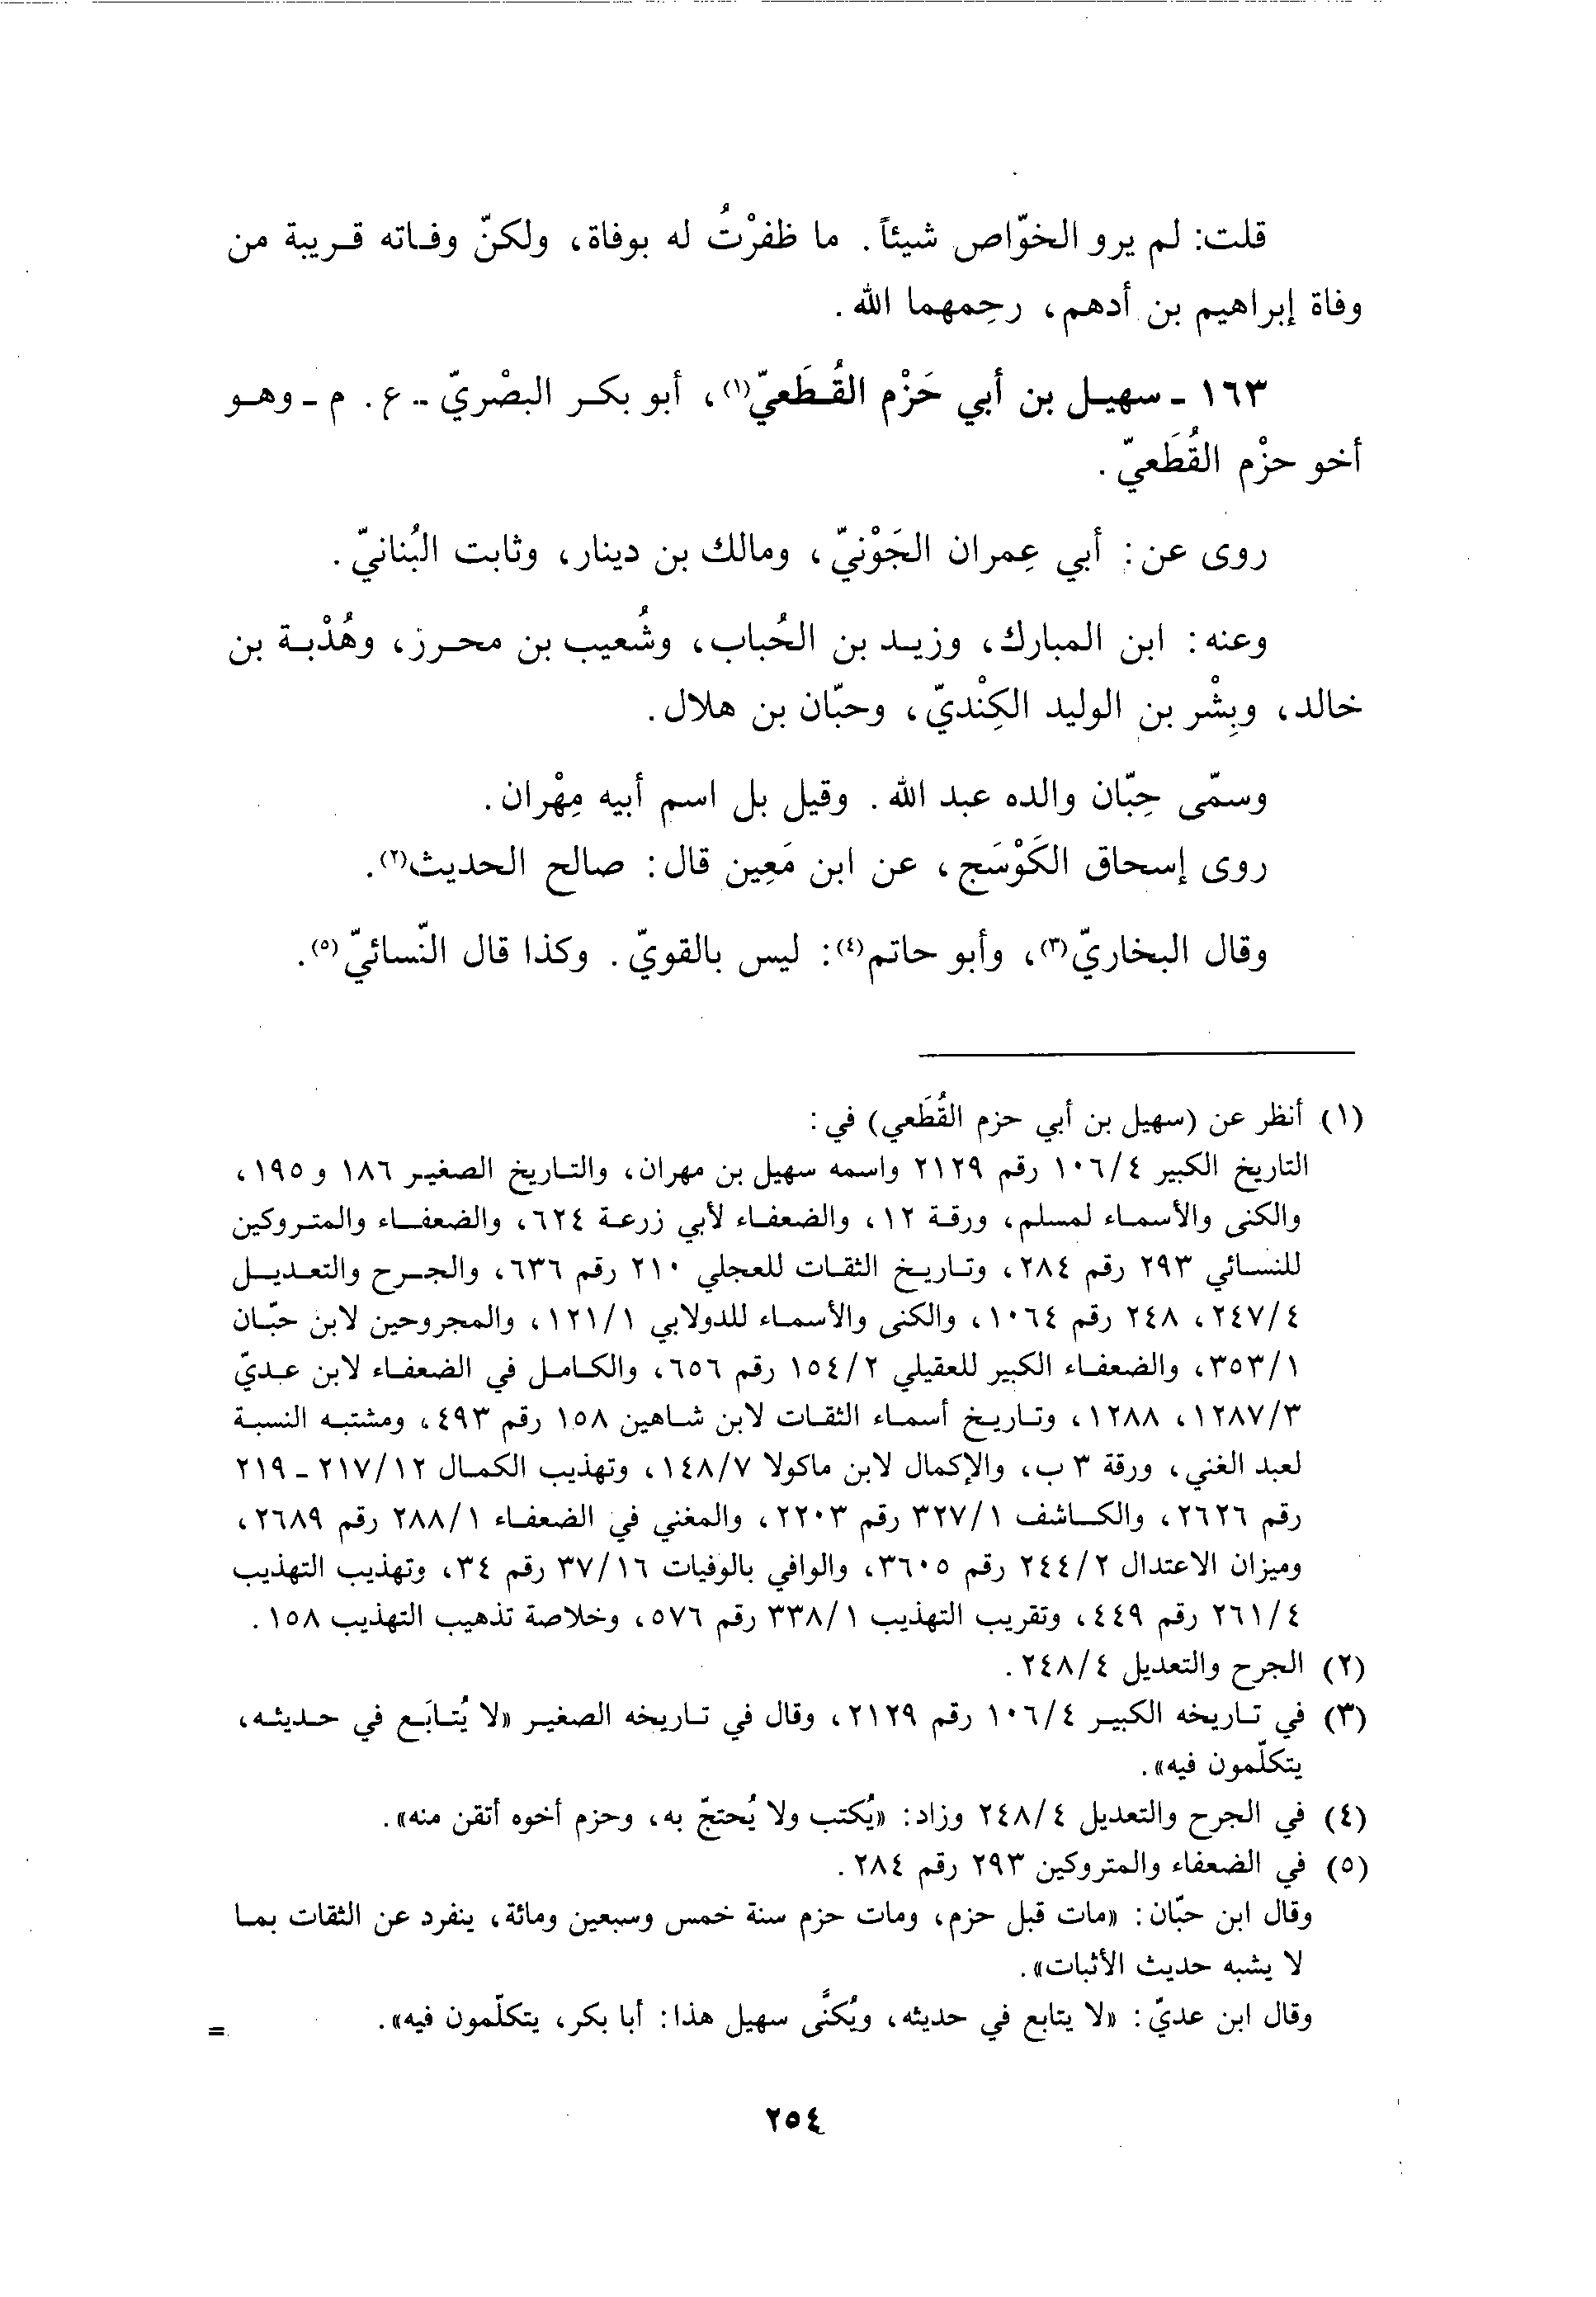 قلت: لم يرو الخوّاص شيئاً. ما ظفرْتُ له بوفاة، ولكنّ وفاته قريبة من
وفاة إبراهيم بن أدهم، رحِمهما الله.
١٦٣ - سهيل بن أبي حَزْم القُطَعيّ(١)، أبو بكر البصْريّ - ع. م - وهو
أخو حزْم القُطَعيّ.
روى عن: أبي عِمران الجَوْنيّ، ومالك بن دينار، وثابت البُنانيّ.
وعنه: ابن المبارك، وزيد بن الحُباب، وشُعيب بن محرز، وهُدْبة بن
خالد، وبِشْر بن الوليد الكِنْديّ، وحبّان بن هلال.
وسمّى حِبّان والده عبد الله. وقيل بل اسم أبيه مِهْران.
روى إسحاق الكَوْسَج، عن ابن مَعِين قال: صالح الحديث(٢).
وقال البخاريّ(٣)، وأبو حاتم(٤): ليس بالقويّ. وكذا قال النّسائيّ(٥).
(١) أنظر عن (سهيل بن أبي حزم القُطَعي) في:
التاريخ الكبير ١٠٦/٤ رقم ٢١٢٩ واسمه سهيل بن مهران، والتاريخ الصغير ١٨٦ و ١٩٥،
والكنى والأسماء لمسلم، ورقة ١٢، والضعفاء لأبي زرعة ٦٢٤، والضعفاء والمتروكين
للنسائي ٢٩٣ رقم ٢٨٤، وتاريخ الثقات للعجلي ٢١٠ رقم ٦٣٦، والجرح والتعديل
٢٤٧/٤، ٢٤٨ رقم ١٠٦٤، والكنى والأسماء للدولابي ١٢١/١، والمجروحين لابن حبّان
٣٥٣/١، والضعفاء الكبير للعقيلي ١٥٤/٢ رقم ٦٥٦، والكامل في الضعفاء لابن عديّ
١٢٨٧/٣، ١٢٨٨، وتاريخ أسماء الثقات لابن شاهين ١٥٨ رقم ٤٩٣، ومشتبه النسبة
لعبد الغني، ورقة ٣ ب، والإكمال لابن ماكولا ١٤٨/٧، وتهذيب الكمال ٢١٧/١٢ - ٢١٩
رقم ٢٦٢٦، والكاشف ٣٢٧/١ رقم ٢٢٠٣، والمغني في الضعفاء ٢٨٨/١ رقم ٢٦٨٩،
وميزان الاعتدال ٢٤٤/٢ رقم ٣٦٠٥، والوافي بالوفيات ٣٧/١٦ رقم ٣٤، وتهذيب التهذيب
٢٦١/٤ رقم ٤٤٩، وتقريب التهذيب ٣٣٨/١ رقم ٥٧٦، وخلاصة تذهيب التهذيب ١٥٨.
(٢) الجرح والتعديل ٢٤٨/٤.
(٣) في تاريخه الكبير ١٠٦/٤ رقم ٢١٢٩، وقال في تاريخه الصغير «لا يُتابَع في حديثه،
يتكلّمون فيه».
(٤) في الجرح والتعديل ٢٤٨/٤ وزاد: «يُكتب ولا يُحتجّ به، وحزم أخوه أتقن منه».
(٥) في الضعفاء والمتروكين ٢٩٣ رقم ٢٨٤.
وقال ابن حبّان: «مات قبل حزم، ومات حزم سنة خمس وسبعين ومائة، ينفرد عن الثقات بما
لا يشبه حديث الأثبات».
وقال ابن عديّ: «لا يتابع في حديثه، ويُكنَّى سهيل هذا: أبا بكر، يتكلّمون فيه». =
٢٥٤